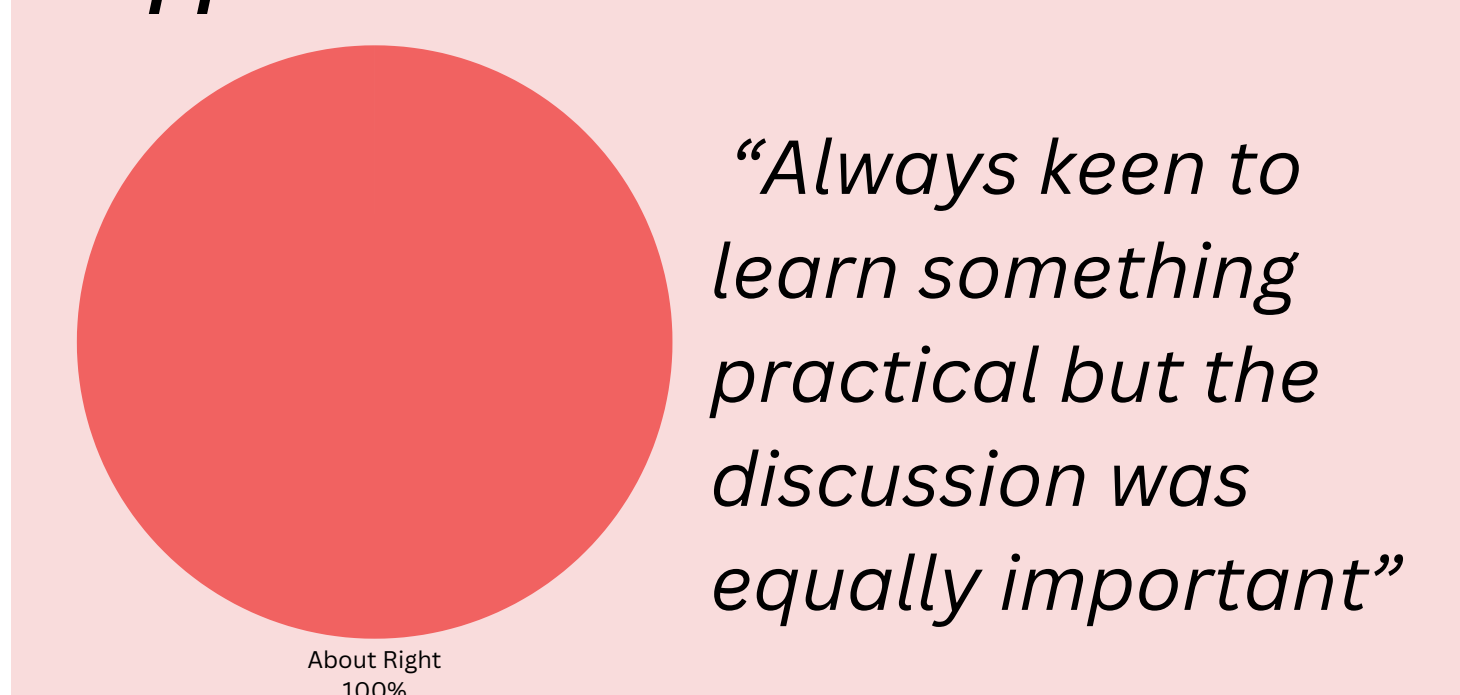 “Always keen to
learn something
practical but the
discussion was
equally important”
About Right
100%